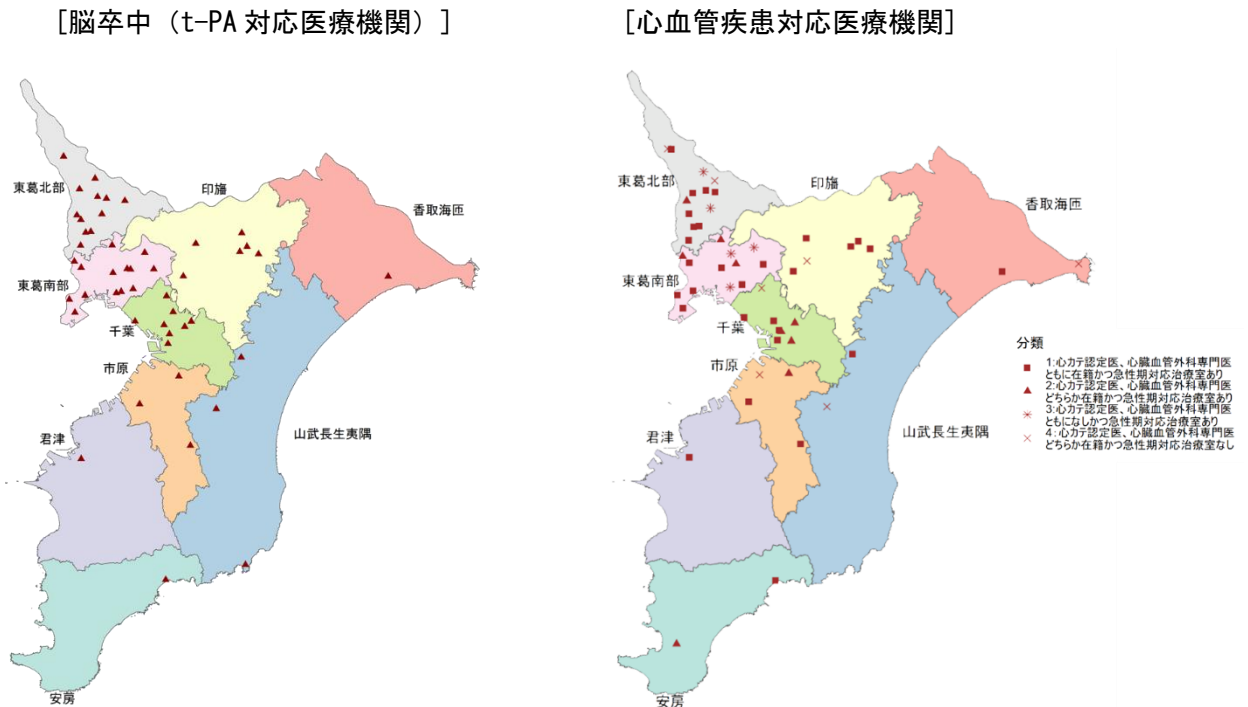 [脳卒中（t-PA 対応医療機関）]
[心血管疾患対応医療機関]
東葛北部
印旛
香取海匝
東葛南部
千葉
市原
君津
山武長生夷隅
安房
東葛北部
印旛
香取海匝
東葛南部
千葉
市原
君津
山武長生夷隅
安房
分類
1:心カテ認定医、心臓血管外科専門医
ともに在籍かつ急性期対応治療室あり
2:心カテ認定医、心臓血管外科専門医
どちらか在籍かつ急性期対応治療室あり
3:心カテ認定医、心臓血管外科専門医
ともになしかつ急性期対応治療室あり
4:心カテ認定医、心臓血管外科専門医
どちらか在籍かつ急性期対応治療室なし